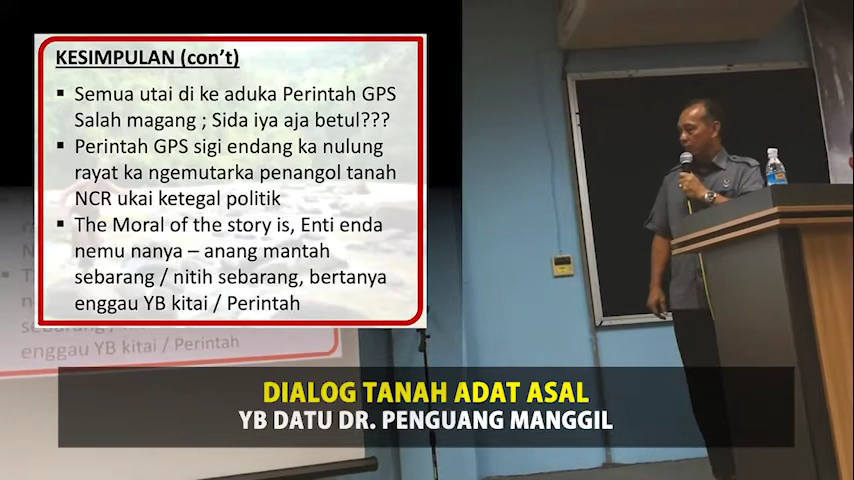 KESIMPULAN (con't)
▪ Semua utai di ke aduka Perintah GPS
Salah magang ; Sida iya aja betul???
▪ Perintah GPS sigi endang ka nulung
rayat ka ngemutarka penangol tanah
NCR ukai ketegal politik
▪ The Moral of the story is, Enti enda
nemu nanya – anang mantah
sebarang / nitih sebarang, bertanya
enggau YB kitai / Perintah
enggau YB kitai / Perintah
DIALOG TANAH ADAT ASAL
YB DATU DR. PENGUANG MANGGIL